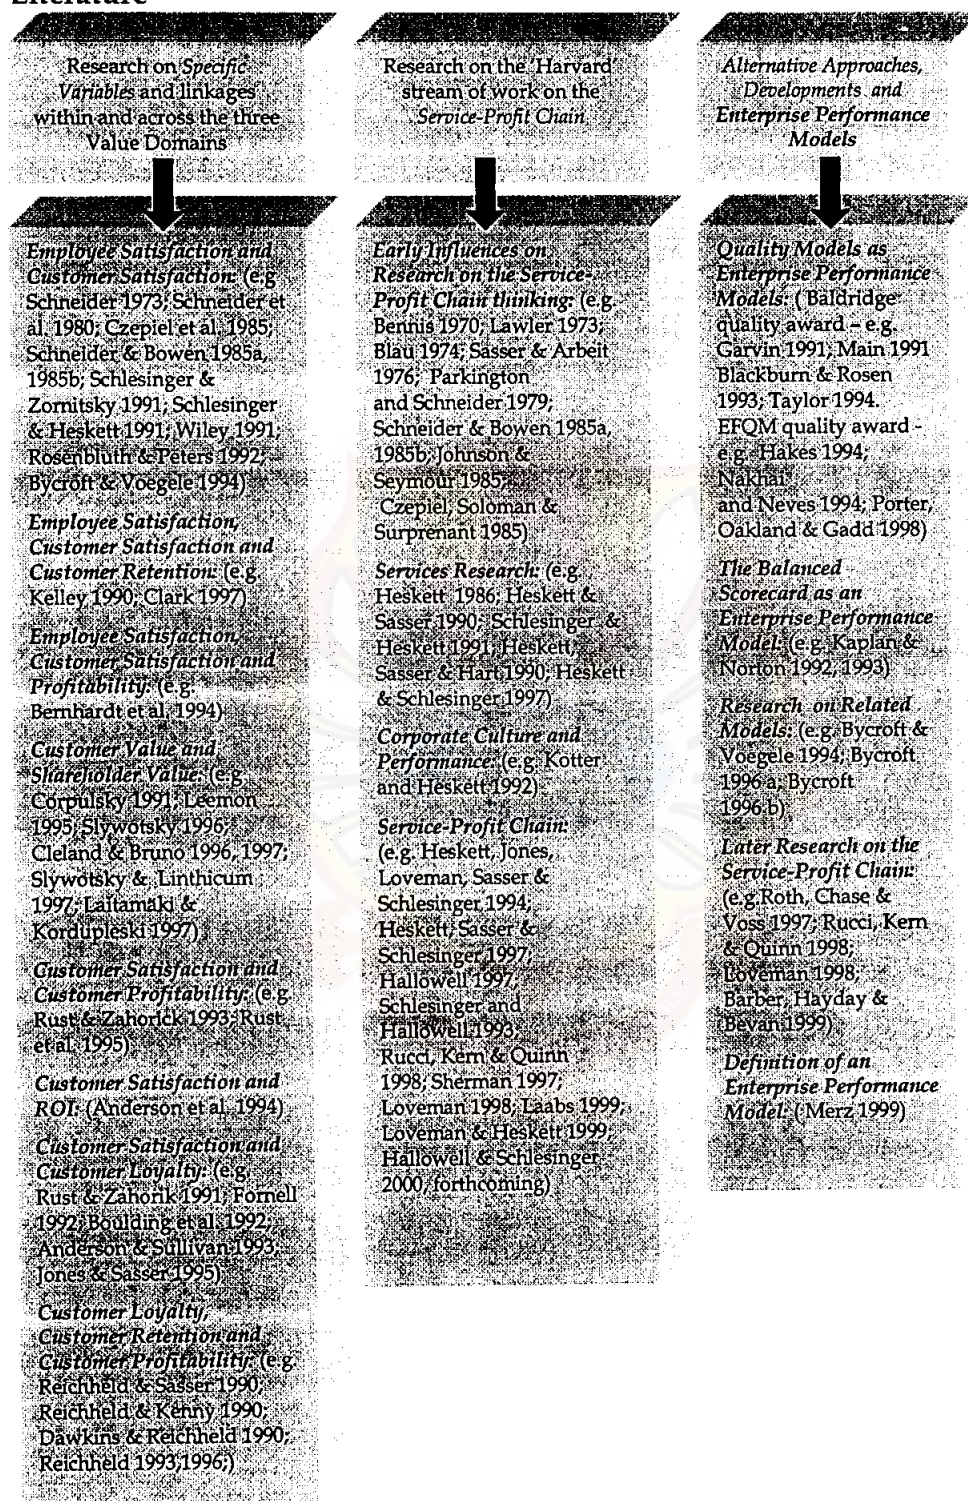 Literature
Research on Specific
Variables and linkages
within and across the three
Value Domains
Employee Satisfaction and
Customer Satisfaction: (e.g
Schneider 1973; Schneider et
al. 1980; Czepiel et al. 1985;
Schneider & Bowen 1985a,
1985b; Schlesinger &
Zornitsky 1991; Schlesinger
& Heskett 1991; Wiley 1991;
Rosenbluth & Peters 1992;
Bycroft & Voegele 1994)
Employee Satisfaction,
Customer Satisfaction and
Customer Retention: (e.g
Kelley 1990; Clark 1997)
Employee Satisfaction,
Customer Satisfaction and
Profitability: (e.g.
Bernhardt et al. 1994)
Customer Value and
Shareholder Value: (e.g
Corpulsky 1991; Leemon
1995; Slywotsky 1996;
Cleland & Bruno 1996, 1997;
Slywotsky & Linthicum
1997; Laitamaki &
Kordupleski 1997)
Customer Satisfaction and
Customer Profitability: (e.g.
Rust & Zahorick 1993; Rust
et al. 1995)
Customer Satisfaction and
ROI: (Anderson et al. 1994)
Customer Satisfaction and
Customer Loyalty: (e.g.
Rust & Zahorik 1991; Fornell
1992; Boulding et al. 1992;
Anderson & Sullivan 1993;
Jones & Sasser 1995)
Customer Loyalty,
Customer Retention and
Customer Profitability: (e.g.
Reichheld & Sasser 1990;
Reichheld & Kenny 1990;
Dawkins & Reichheld 1990;
Reichheld 1993,1996;)
Research on the 'Harvard'
stream of work on the
Service-Profit Chain
Early Influences on
Research on the Service-
Profit Chain thinking: (e.g.
Bennis 1970; Lawler 1973;
Blau 1974; Sasser & Arbeit
1976; Parkington
and Schneider 1979;
Schneider & Bowen 1985a,
1985b; Johnson &
Seymour 1985;
Czepiel, Soloman &
Surprenant 1985)
Services Research: (e.g.
Heskett 1986; Heskett &
Sasser 1990; Schlesinger &
Heskett 1991; Heskett,
Sasser & Hart 1990; Heskett
& Schlesinger 1997)
Corporate Culture and
Performance: (e.g. Kotter
and Heskett 1992)
Service-Profit Chain:
(e.g. Heskett, Jones,
Loveman, Sasser &
Schlesinger 1994;
Heskett, Sasser &
Schlesinger 1997;
Hallowell 1997;
Schlesinger and
Hallowell 1993;
Rucci, Kern & Quinn
1998; Sherman 1997;
Loveman 1998; Laabs 1999;
Loveman & Heskett 1999;
Hallowell & Schlesinger
2000, forthcoming)
Alternative Approaches,
Developments and
Enterprise Performance
Models
Quality Models as
Enterprise Performance
Models: ( Baldridge
quality award – e.g.
Garvin 1991; Main 1991
Blackburn & Rosen
1993; Taylor 1994.
EFQM quality award -
e.g. Hakes 1994;
Nakhai
and Neves 1994; Porter,
Oakland & Gadd 1998)
The Balanced
Scorecard as an
Enterprise Performance
Model: (e.g. Kaplan &
Norton 1992, 1993)
Research on Related
Models: (e.g. Bycroft &
Voegele 1994; Bycroft
1996 a; Bycroft
1996 b)
Later Research on the
Service-Profit Chain:
(e.g.Roth, Chase &
Voss 1997; Rucci, Kern
& Quinn 1998;
Loveman 1998;
Barber, Hayday &
Bevan 1999)
Definition of an
Enterprise Performance
Model: ( Merz 1999)